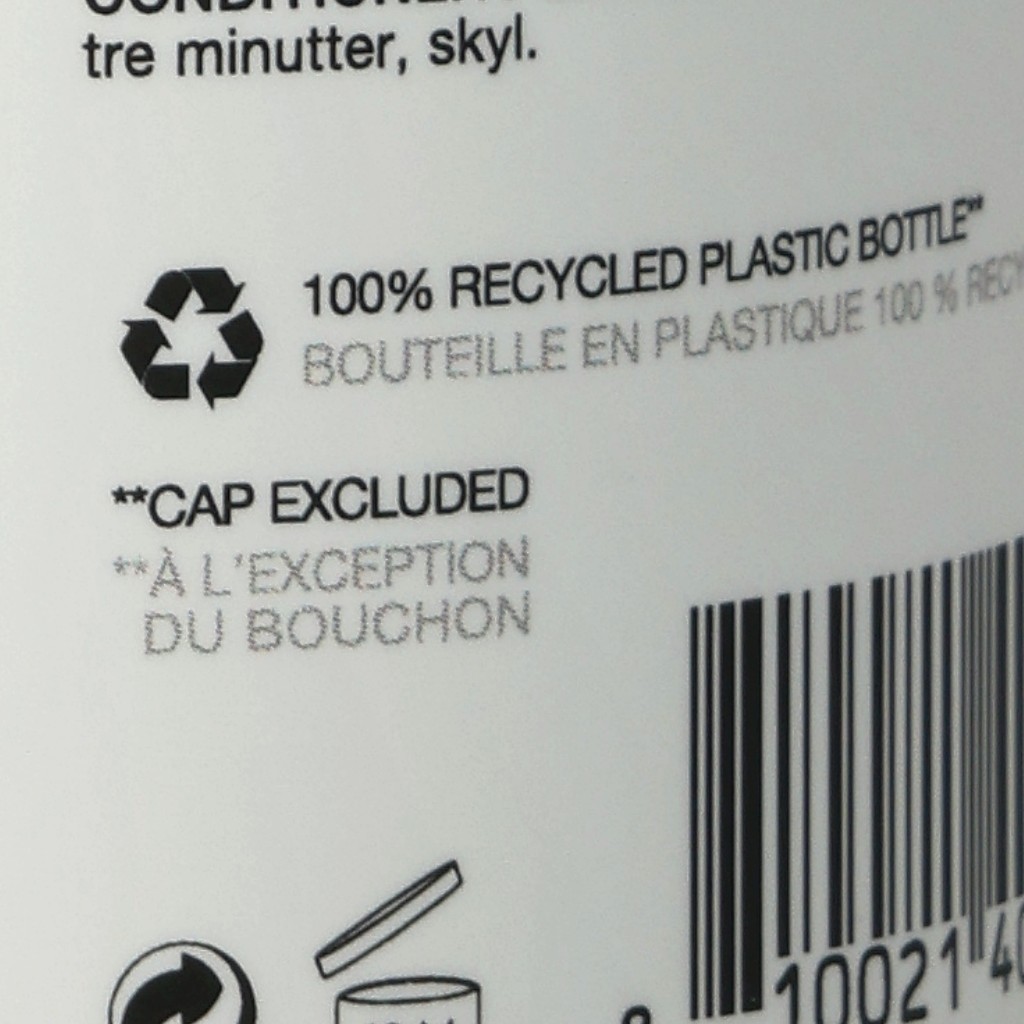 tre minutter, skyl.
100% RECYCLED PLASTIC BOTTLE**
BOUTEILLE EN PLASTIQUE 100 %
**CAP EXCLUDED
**À L'EXCEPTION
DU BOUCHON
10021